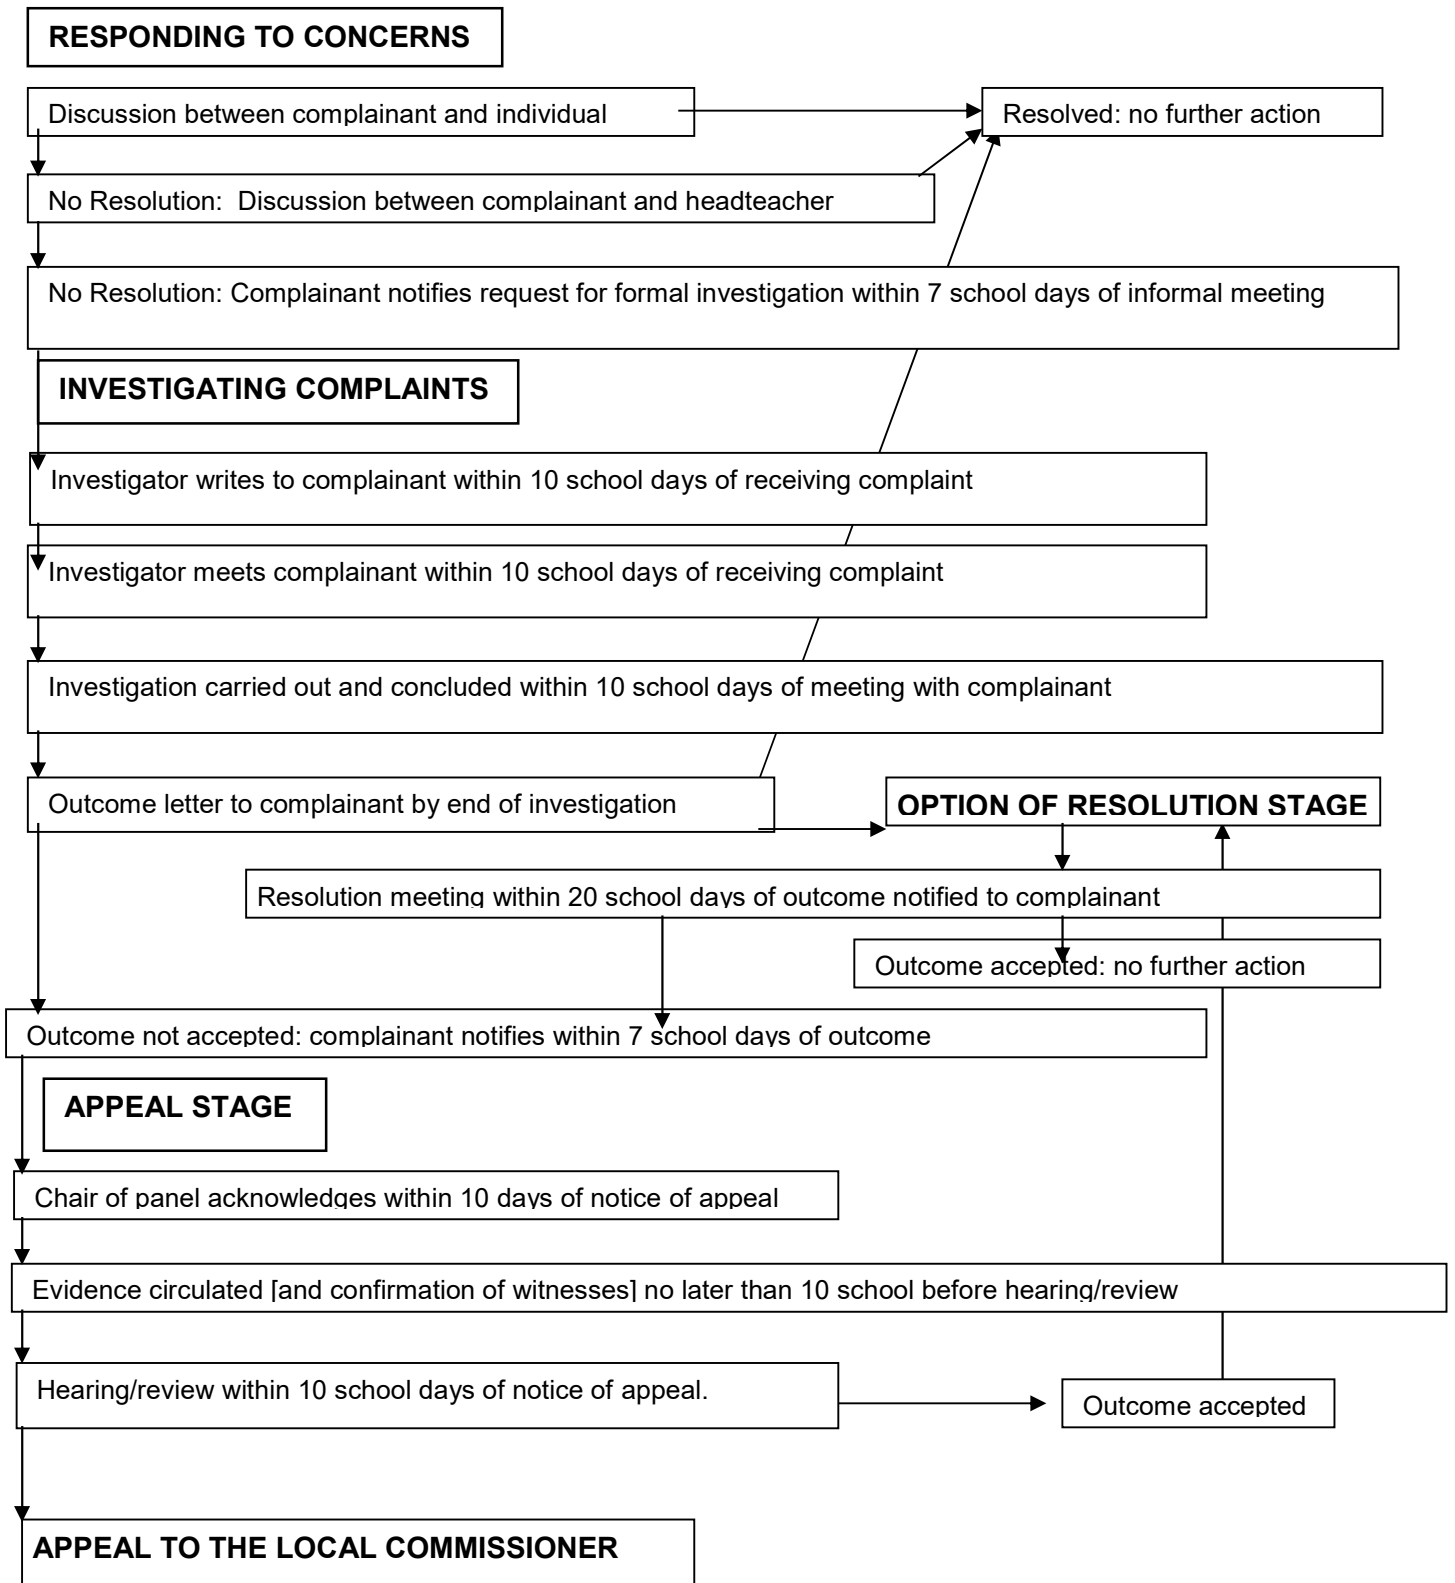 RESPONDING TO CONCERNS
Discussion between complainant and individual
Resolved: no further action
No Resolution:  Discussion between complainant and headteacher
No Resolution: Complainant notifies request for formal investigation within 7 school days of informal meeting
INVESTIGATING COMPLAINTS
Investigator writes to complainant within 10 school days of receiving complaint
Investigator meets complainant within 10 school days of receiving complaint
Investigation carried out and concluded within 10 school days of meeting with complainant
Outcome letter to complainant by end of investigation
OPTION OF RESOLUTION STAGE
Resolution meeting within 20 school days of outcome notified to complainant
Outcome accepted: no further action
Outcome not accepted: complainant notifies within 7 school days of outcome
APPEAL STAGE
Chair of panel acknowledges within 10 days of notice of appeal
Evidence circulated [and confirmation of witnesses] no later than 10 school before hearing/review
Hearing/review within 10 school days of notice of appeal.
Outcome accepted
APPEAL TO THE LOCAL COMMISSIONER